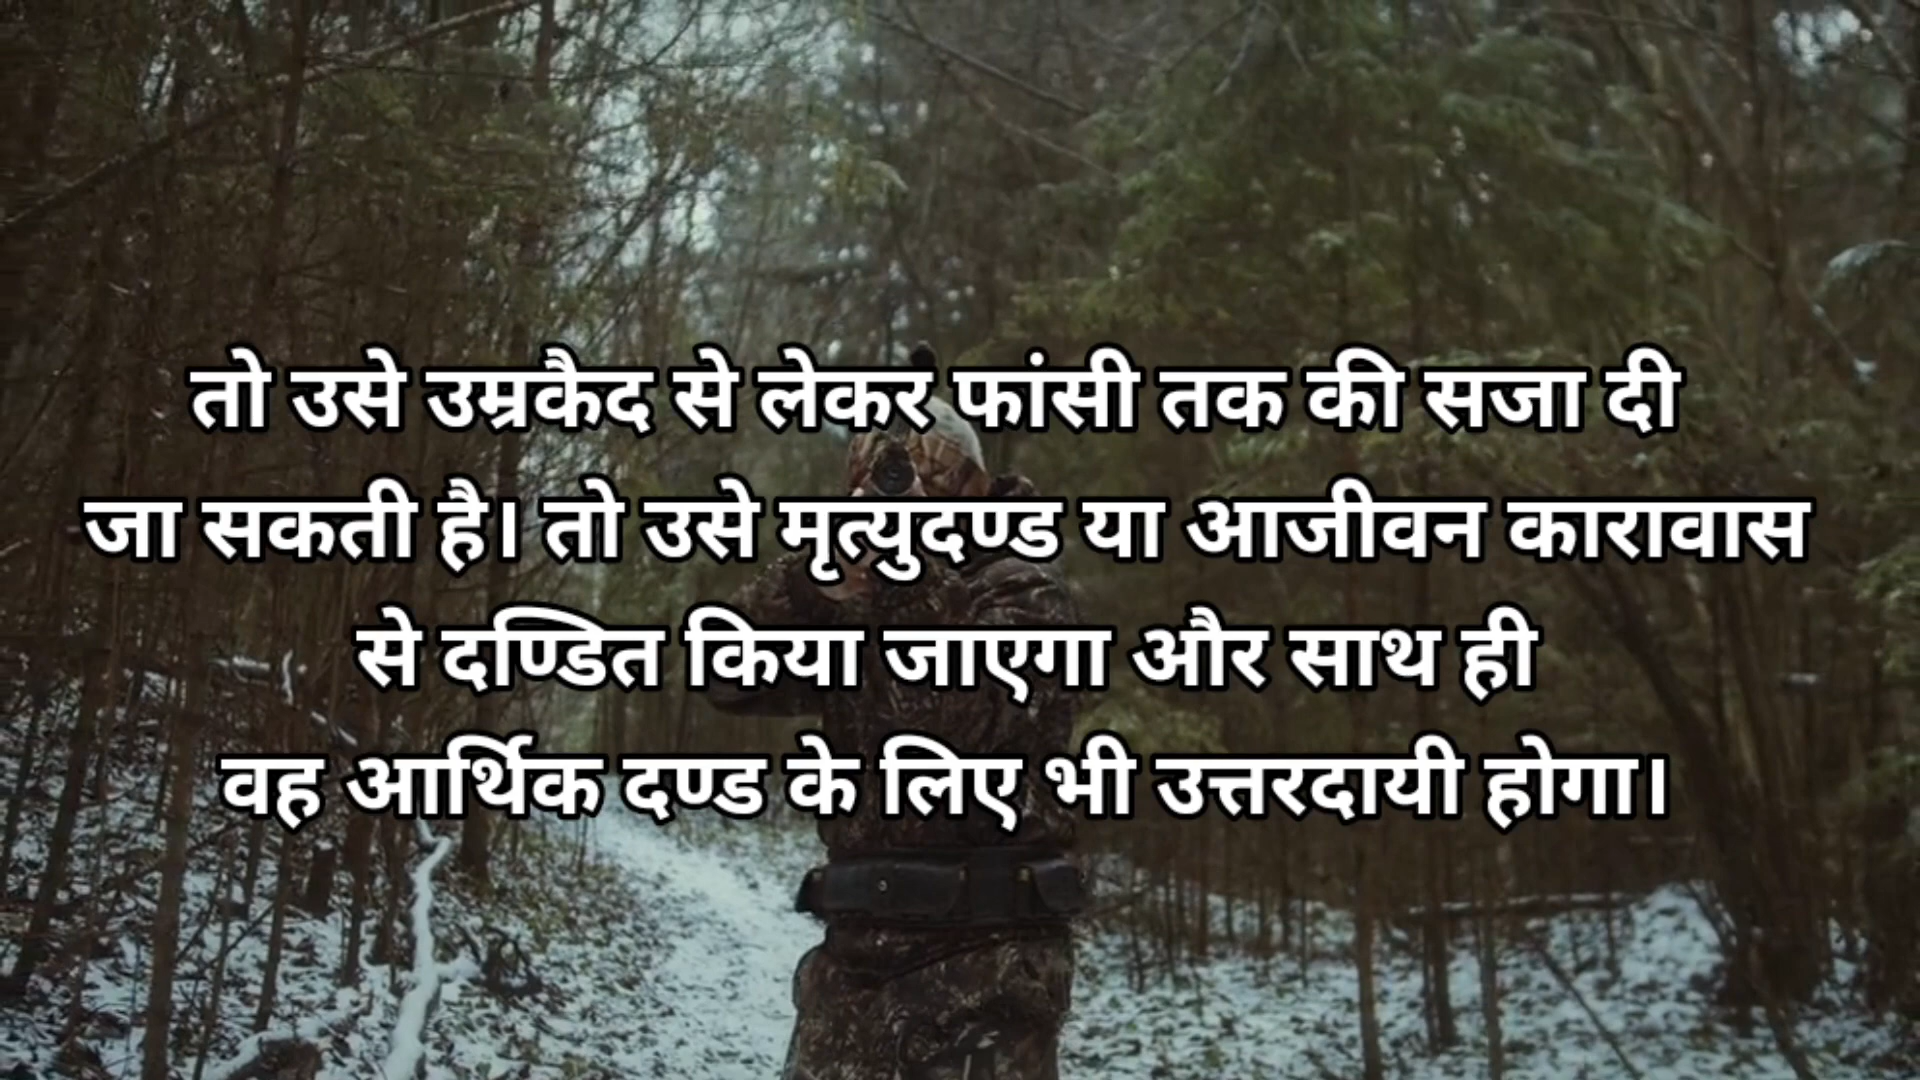 तो उसे उम्रकैद से लेकर फांसी तक की सजा दी
जा सकती है। तो उसे मृत्युदण्ड या आजीवन कारावास
से दण्डित किया जाएगा और साथ ही
वह आर्थिक दण्ड के लिए भी उत्तरदायी होगा।